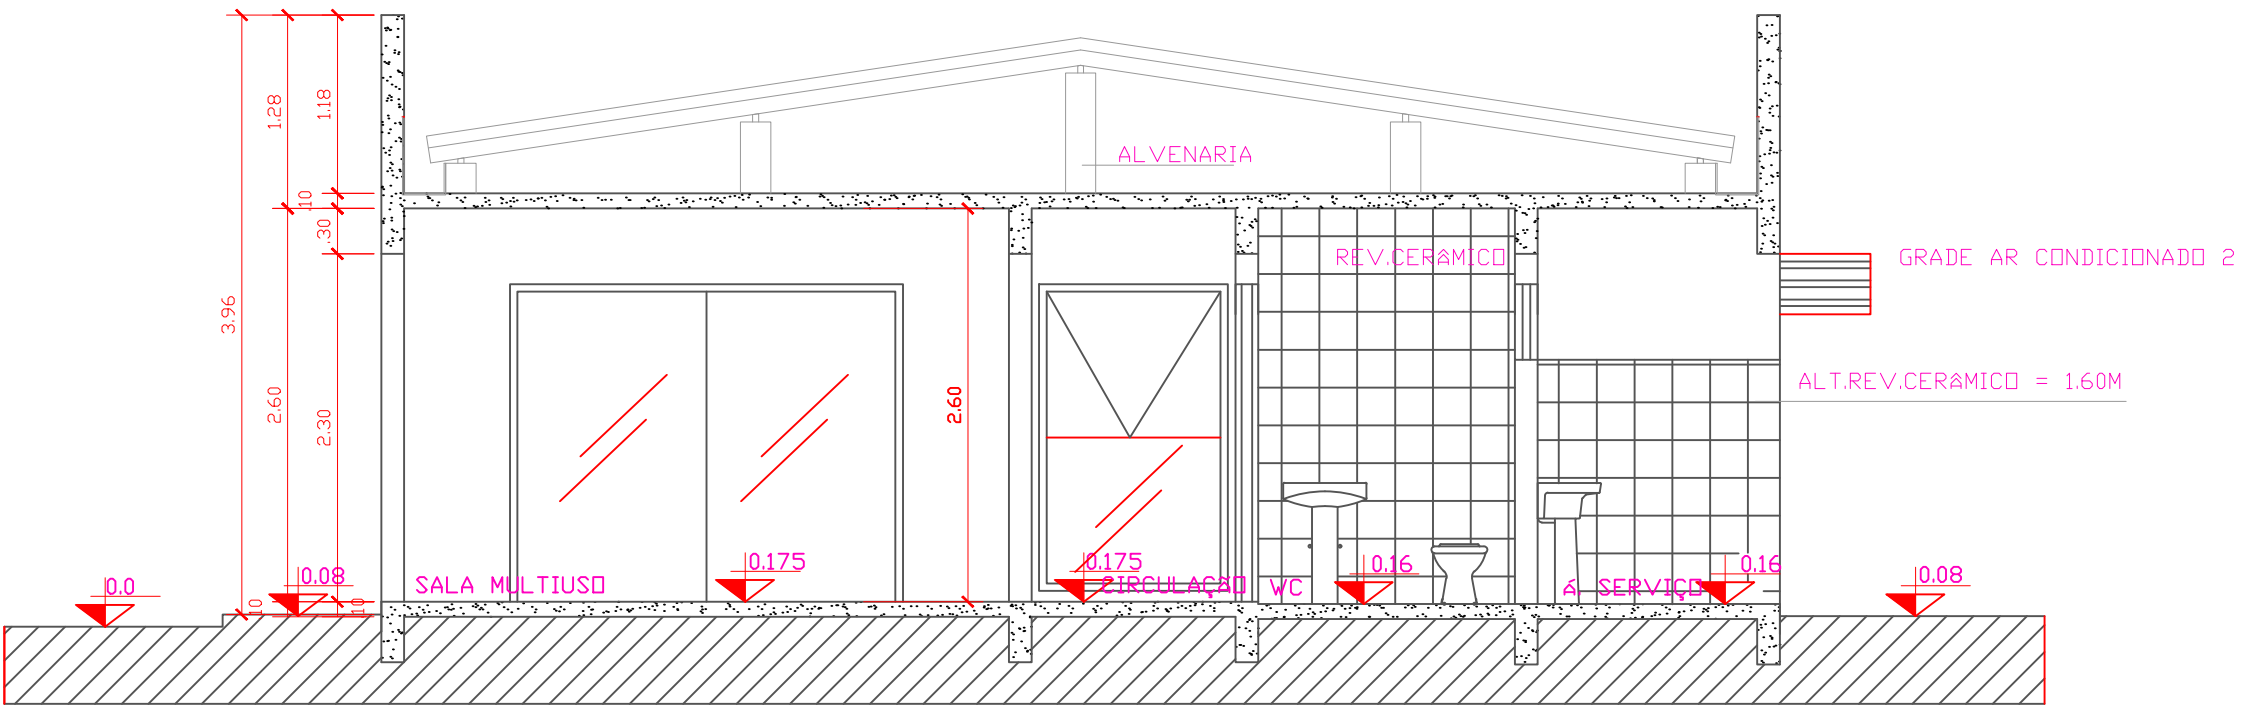 1.28
1.18
ALVENARIA
.10
.30
REV.CERÂMICO
GRADE AR CONDICIONADO 2
3.96
2.60
2.30
2.60
ALT.REV.CERÂMICO = 1.60M
0.0
0.08
SALA MULTIUSO
0.175
0.175
CIRCULAÇÃO
WC
0.16
Á SERVIÇO
0.16
0.08
10
10